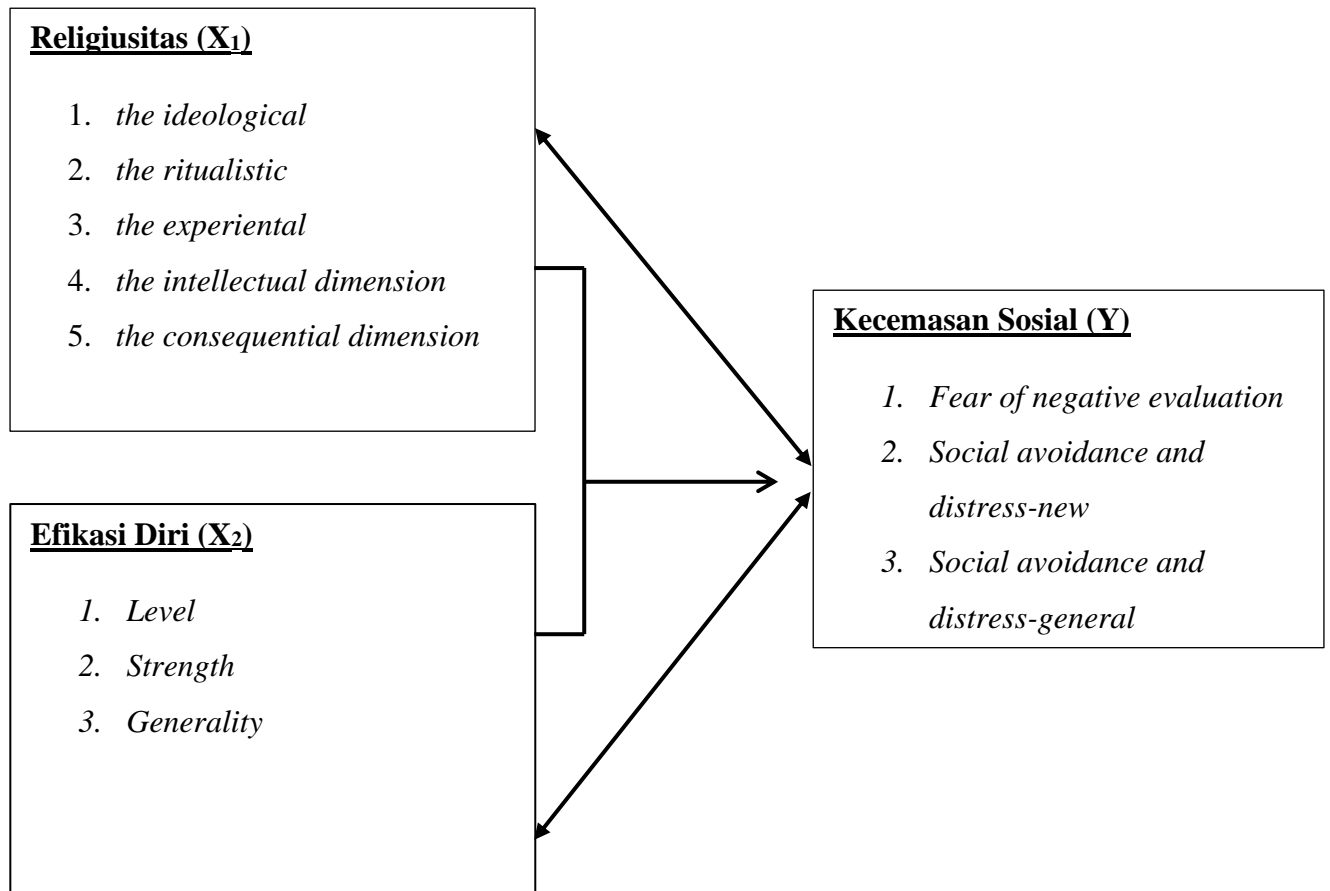 Religiusitas (X1)
1. the ideological
2. the ritualistic
3. the experiental
4. the intellectual dimension
5. the consequential dimension
Efikasi Diri (X2)
1. Level
2. Strength
3. Generality
Kecemasan Sosial (Y)
1. Fear of negative evaluation
2. Social avoidance and
distress-new
3. Social avoidance and
distress-general